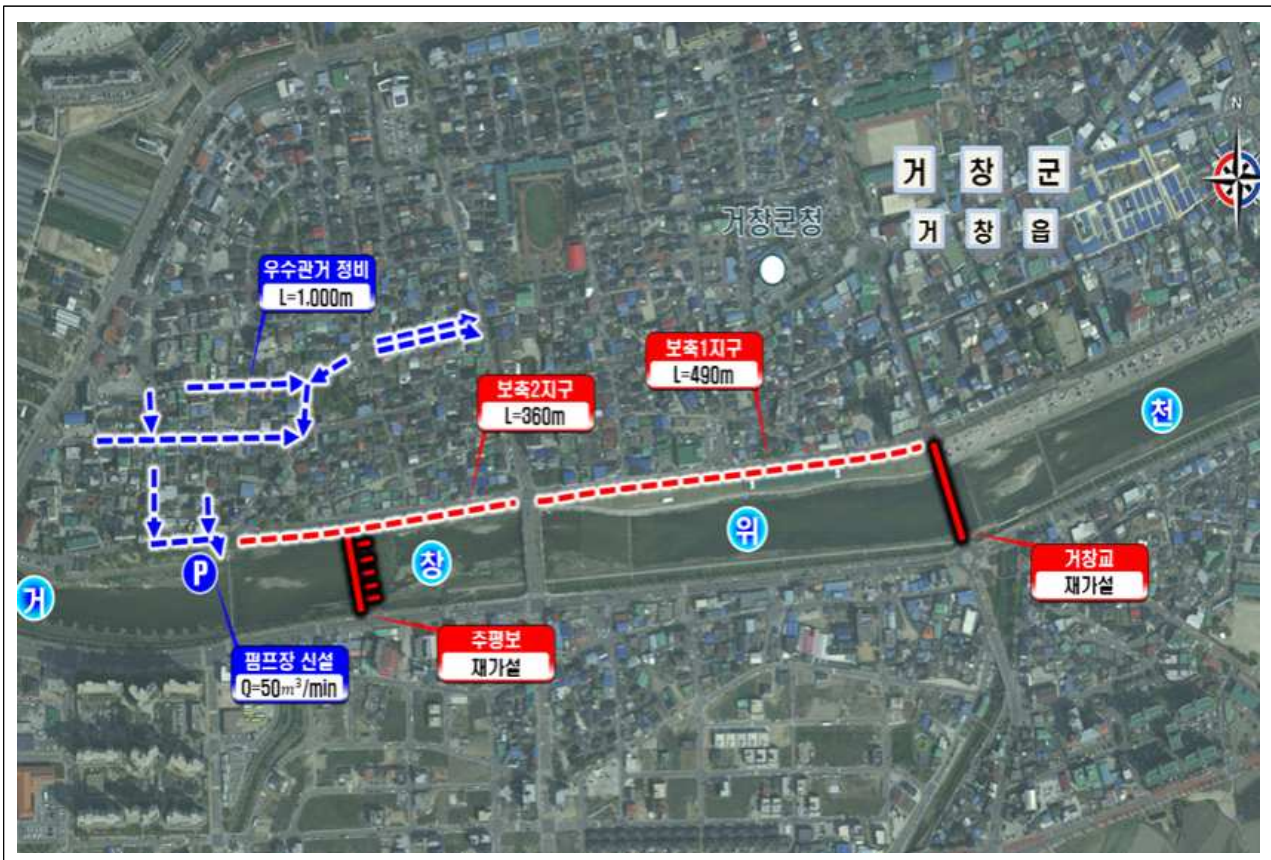 N
거 창 군
거창군청
거 창 읍
우수관거 정비
L=1.000m
보축1지구
L=490m
보축2지구
L=360m
천
위
창
거
거창교
재가설
P
주평보
재가설
펌프장 신설
Q=50m³/min